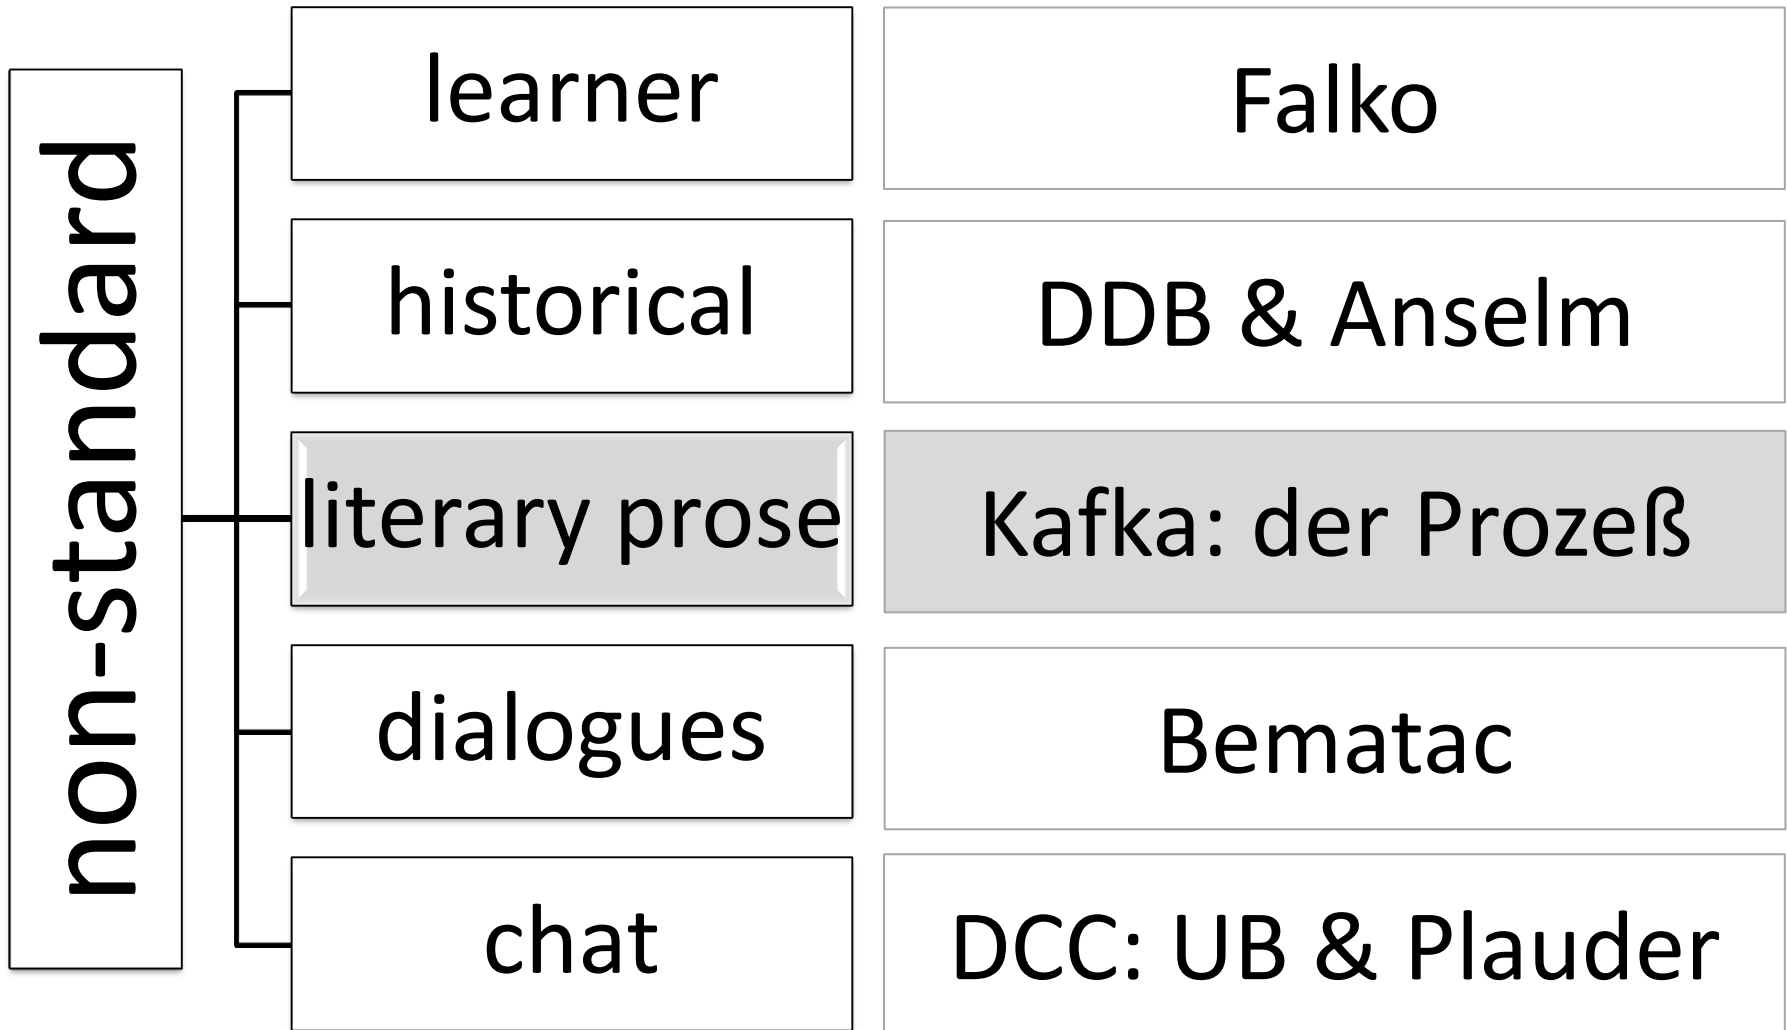 non-standard
learner
Falko
historical
DDB & Anselm
literary prose
Kafka: der Prozeß
dialogues
Bematac
chat
DCC: UB & Plauder